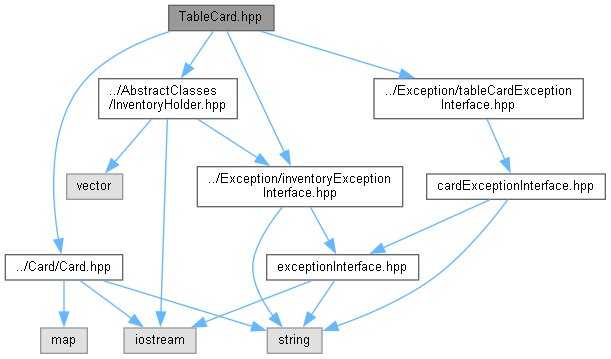 TableCard.hpp
../AbstractClasses
/InventoryHolder.hpp
../Exception/tableCardException
Interface.hpp
vector
../Exception/inventoryException
Interface.hpp
cardExceptionInterface.hpp
../Card/Card.hpp
exceptionInterface.hpp
map
iostream
string